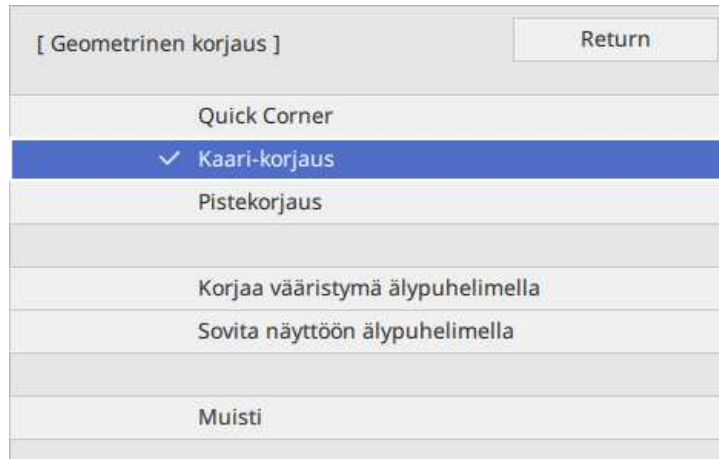 [ Geometrinen korjaus ]
Return
Quick Corner
Kaari-korjaus
Pistekorjaus
Korjaa vääristymä älypuhelimella
Sovita näyttöön älypuhelimella
Muisti